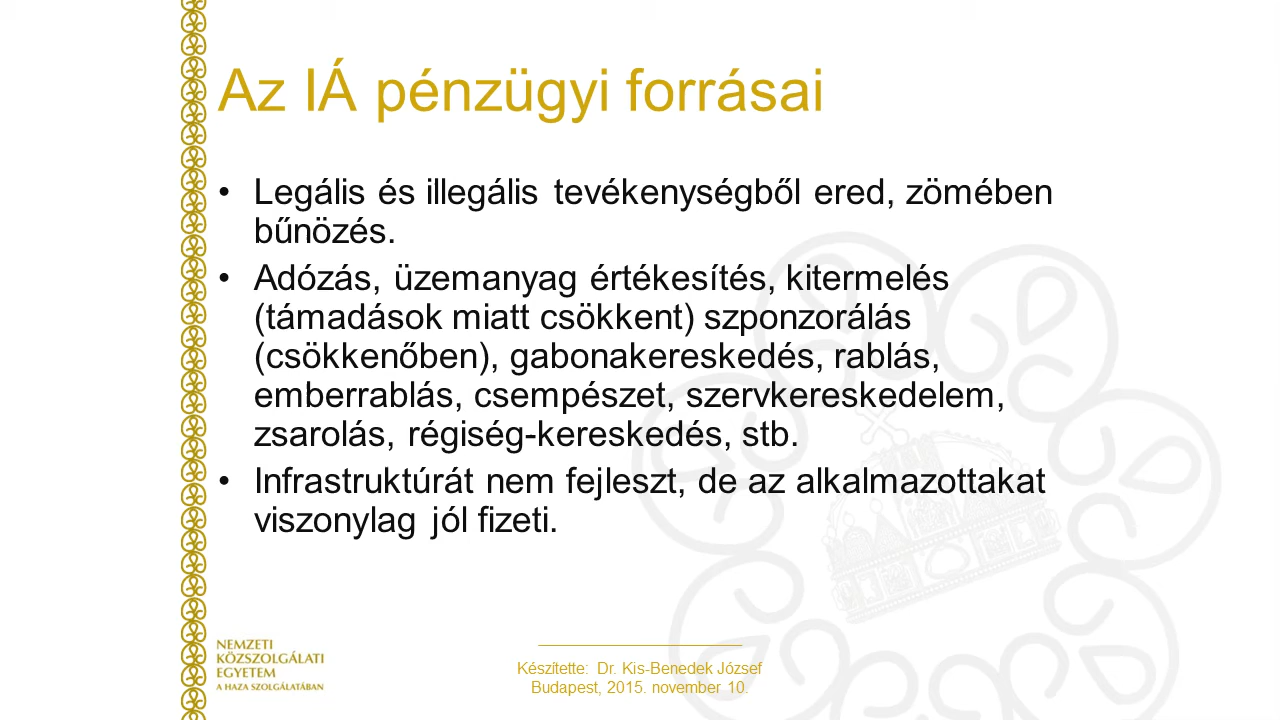 Az IÁ pénzügyi forrásai
• Legális és illegális tevékenységből ered, zömében
bűnözés.
• Adózás, üzemanyag értékesítés, kitermelés
(támadások miatt csökkent) szponzorálás
(csökkenőben), gabonakereskedés, rablás,
emberrablás, csempészet, szervkereskedelem,
zsarolás, régiség-kereskedés, stb.
• Infrastruktúrát nem fejleszt, de az alkalmazottakat
viszonylag jól fizeti.
NEMZETI
KÖZSZOLGÁLATI
EGYETEM
A HAZA SZOLGÁLATÁBAN
Készítette: Dr. Kis-Benedek József
Budapest, 2015. november 10.